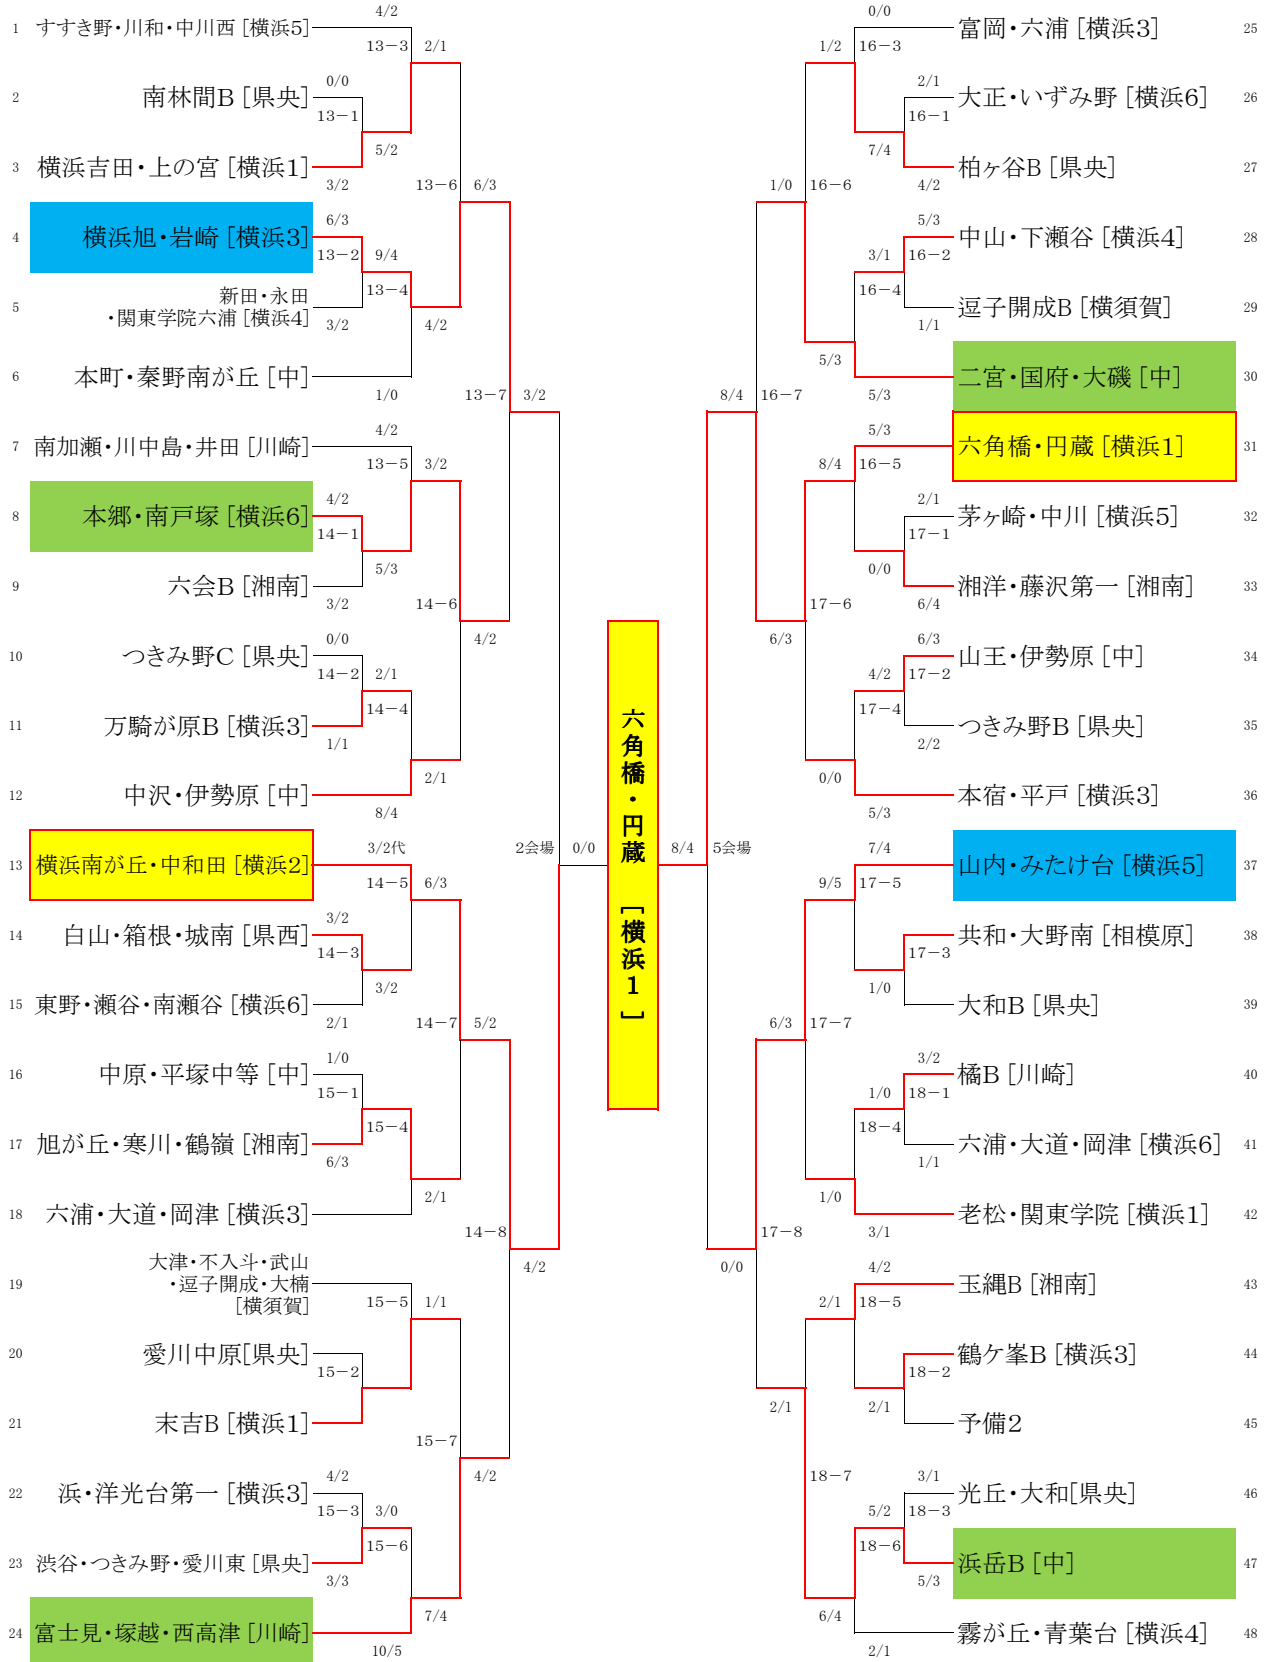 4/2
1 すすき野・川和・中川西 [横浜5]
13－3 2/1
0/0
2 南林間B [県央]
13－1
5/2
3 横浜吉田・上の宮 [横浜1]
3/2
13－6 6/3
6/3
4 横浜旭・岩崎 [横浜3]
13－2 9/4
13－4
5 新田・永田
・関東学院六浦 [横浜4]
3/2 4/2
6 本町・秦野南が丘 [中]
1/0
13－7 3/2
4/2
7 南加瀬・川中島・井田 [川崎]
13－5 3/2
4/2
8 本郷・南戸塚 [横浜6]
14－1
5/3
9 六会B [湘南]
3/2
14－6
4/2
0/0
10 つきみ野C [県央]
14－2 2/1
14－4
11 万騎が原B [横浜3]
1/1
2/1
12 中沢・伊勢原 [中]
8/4
3/2代
2会場 0/0
13 横浜南が丘・中和田 [横浜2]
14－5 6/3
3/2
14 白山・箱根・城南 [県西]
14－3
3/2
15 東野・瀬谷・南瀬谷 [横浜6]
2/1
14－7 5/2
1/0
16 中原・平塚中等 [中]
15－1
15－4
17 旭が丘・寒川・鶴嶺 [湘南]
6/3
2/1
18 六浦・大道・岡津 [横浜3]
14－8
4/2
19 大津・不入斗・武山
・逗子開成・大楠
[横須賀]
15－5 1/1
20 愛川中原[県央]
15－2
21 末吉B [横浜1]
15－7
4/2
4/2
22 浜・洋光台第一 [横浜3]
15－3 3/0
15－6
23 渋谷・つきみ野・愛川東 [県央]
3/3
7/4
24 富士見・塚越・西高津 [川崎]
10/5
六角橋・円蔵 [横浜1]
0/0
富岡・六浦 [横浜3] 25
1/2 16－3
2/1
大正・いずみ野 [横浜6] 26
16－1
7/4
柏ヶ谷B [県央] 27
4/2
1/0 16－6
5/3
中山・下瀬谷 [横浜4] 28
3/1 16－2
16－4
逗子開成B [横須賀] 29
1/1
5/3
二宮・国府・大磯 [中] 30
5/3
8/4 16－7
5/3
六角橋・円蔵 [横浜1] 31
8/4 16－5
2/1
茅ヶ崎・中川 [横浜5] 32
17－1
0/0
湘洋・藤沢第一 [湘南] 33
6/4
17－6
6/3
6/3
山王・伊勢原 [中] 34
4/2 17－2
17－4
つきみ野B [県央] 35
2/2
0/0
本宿・平戸 [横浜3] 36
5/3
8/4 5会場
7/4
山内・みたけ台 [横浜5] 37
9/5 17－5
共和・大野南 [相模原] 38
17－3
1/0
大和B [県央] 39
6/3 17－7
3/2
橘B [川崎] 40
1/0 18－1
18－4
六浦・大道・岡津 [横浜6] 41
1/1
1/0
老松・関東学院 [横浜1] 42
3/1
17－8
0/0
4/2
玉縄B [湘南] 43
2/1 18－5
鶴ケ峯B [横浜3] 44
18－2
2/1
2/1
予備2 45
18－7
3/1
光丘・大和[県央] 46
5/2 18－3
18－6
浜岳B [中] 47
5/3
6/4
霧が丘・青葉台 [横浜4] 48
2/1